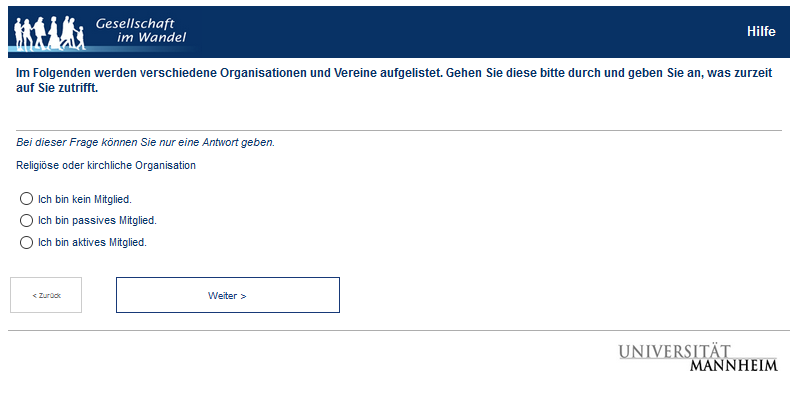 Gesellschaft
im Wandel
Hilfe
Im Folgenden werden verschiedene Organisationen und Vereine aufgelistet. Gehen Sie diese bitte durch und geben Sie an, was zurzeit
auf Sie zutrifft.
Bei dieser Frage können Sie nur eine Antwort geben.
Religiöse oder kirchliche Organisation
Ich bin kein Mitglied.
Ich bin passives Mitglied.
Ich bin aktives Mitglied.
< Zurück
Weiter >
UNIVERSITÄT
MANNHEIM